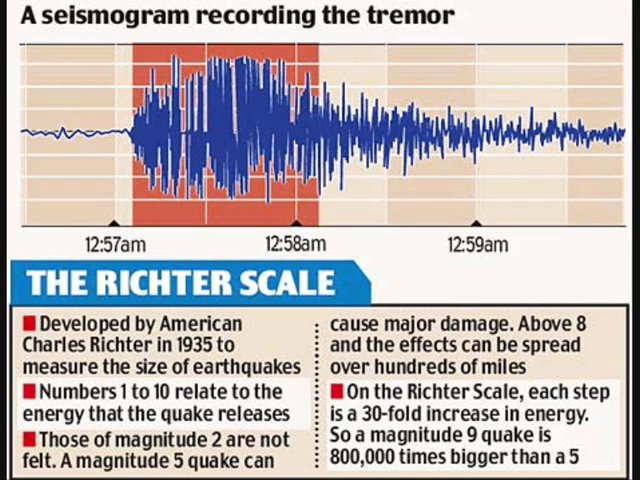 A seismogram recording the tremor
12:57am 12:58am 12:59am
THE RICHTER SCALE
Developed by American
Charles Richter in 1935 to
measure the size of earthquakes
Numbers 1 to 10 relate to the
energy that the quake releases
Those of magnitude 2 are not
felt. A magnitude 5 quake can
cause major damage. Above 8
and the effects can be spread
over hundreds of miles
On the Richter Scale, each step
is a 30-fold increase in energy.
So a magnitude 9 quake is
800,000 times bigger than a 5